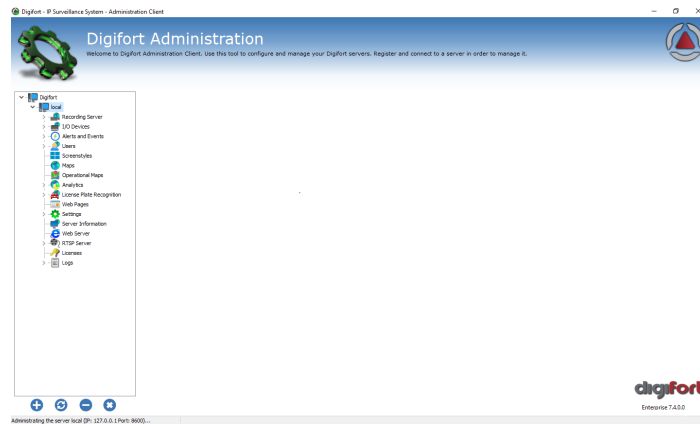 Digifort - IP Surveillance System - Administration Client
Digifort Administration
Welcome to Digifort Administration Client. Use this tool to configure and manage your Digifort servers. Register and connect to a server in order to manage it.
Digifort
local
Recording Server
I/O Devices
Alerts and Events
Users
Screenstyles
Maps
Operational Maps
Analytics
License Plate Recognition
Web Pages
Settings
Server Information
Web Server
RTSP Server
Licenses
Logs
digifort
Enterprise 7.4.0.0
Administrating the server local (IP: 127.0.0.1 Port: 8600)...